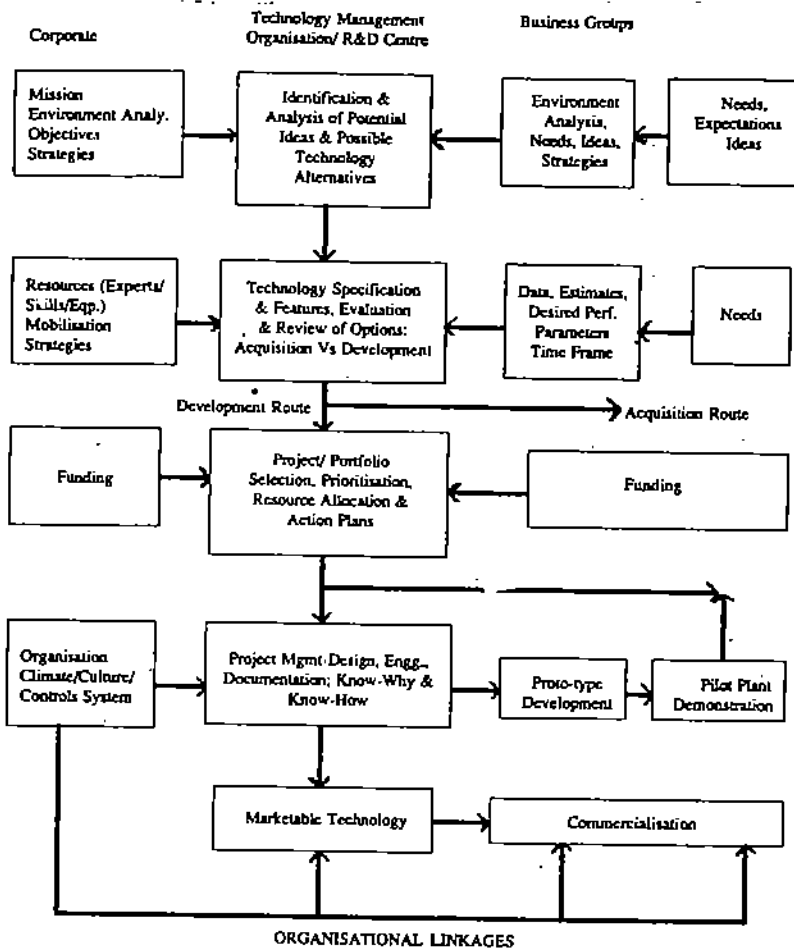 Corporate
Technology Management
Organisation/ R&D Centre
Business Groups
Mission
Environment Analy.
Objectives
Strategies
Identification &
Analysis of Potential
Ideas & Possible
Technology
Alternatives
Environment
Analysis,
Needs, Ideas,
Strategies
Needs,
Expectations
Ideas
Resources (Experts/
Skills/Eqp.)
Mobilisation
Strategies
Technology Specification
& Features, Evaluation
& Review of Options:
Acquisition Vs Development
Data, Estimates,
Desired Perf.
Parameters
Time Frame
Needs
Development Route
Acquisition Route
Funding
Project/ Portfolio
Selection, Prioritisation,
Resource Allocation &
Action Plans
Funding
Organisation
Climate/Culture/
Controls System
Project Mgmt-Design, Engg.,
Documentation; Know-Why &
Know-How
Proto-type
Development
Pilot Plant
Demonstration
Marketable Technology
Commercialisation
ORGANISATIONAL LINKAGES